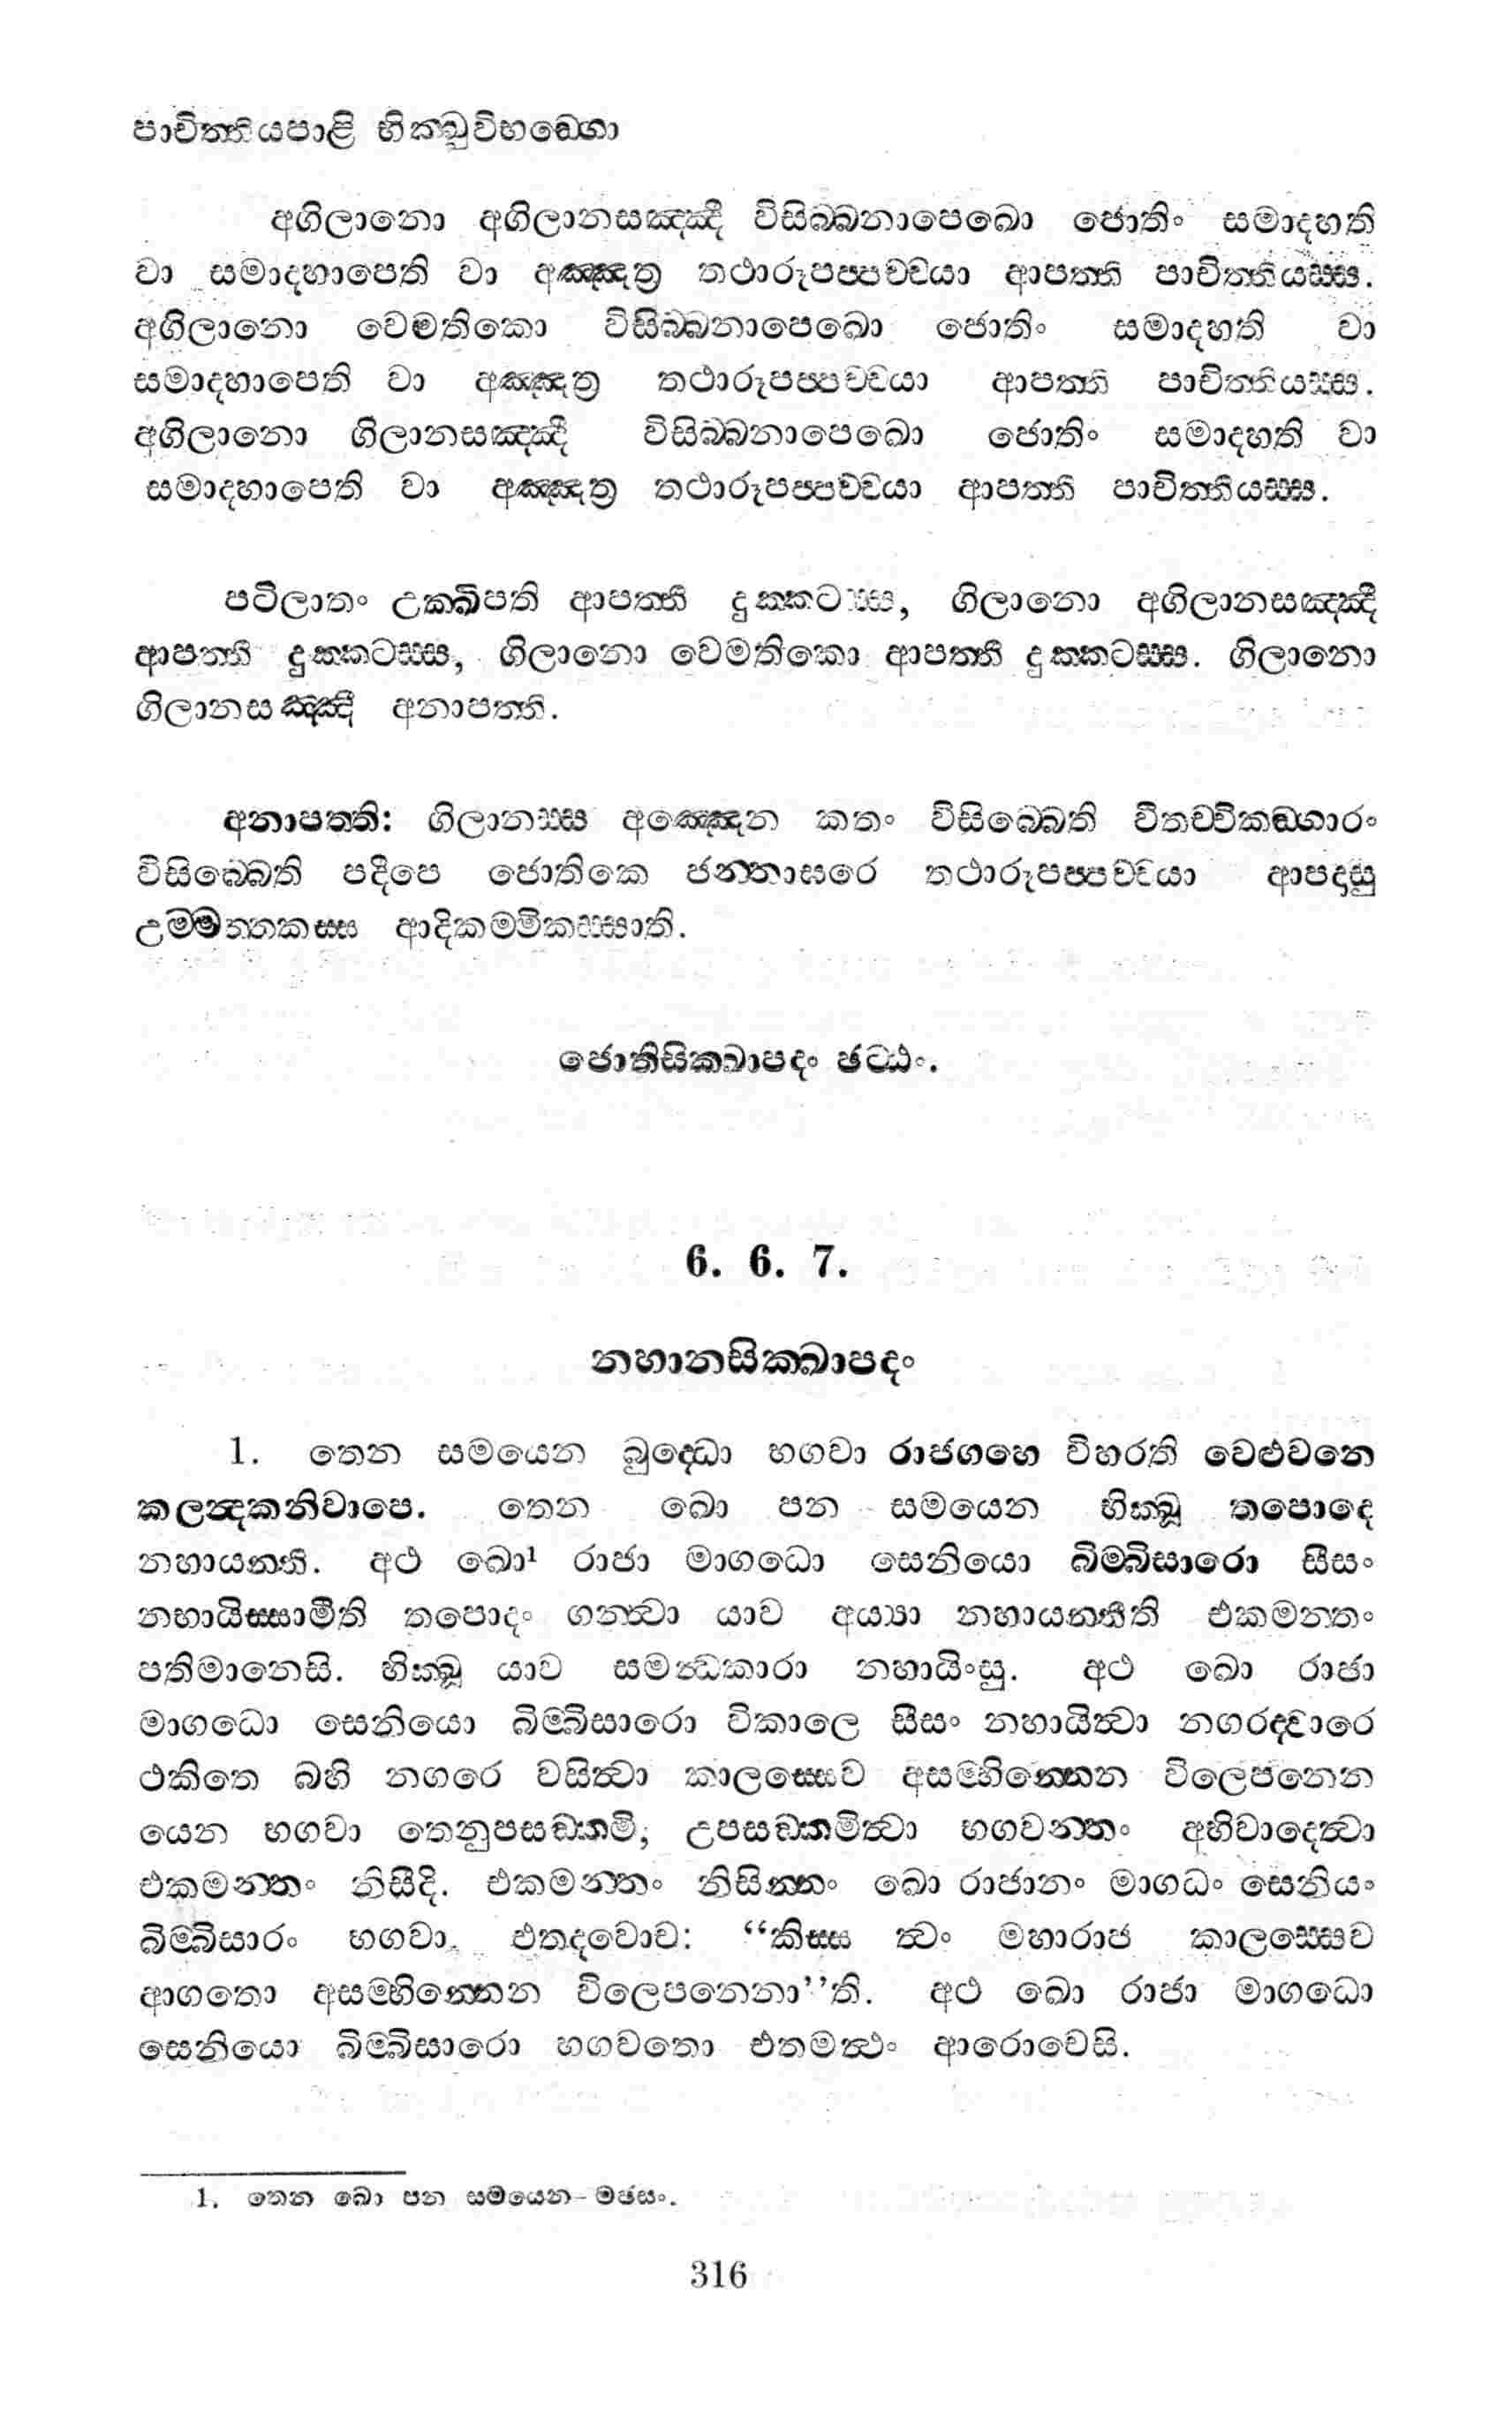 පාචිත්තියපාළි භික්ඛුවිභඞ්ගො
අගිලානො අගිලානසඤ්ඤී විසිබ්බනාපෙඛො ජොතිං සමාදහති
වා සමාදහාපෙති වා අඤ්ඤත්‍ර තථාරූපප්පච්චයා ආපත්ති පාචිත්තියස්ස.
අගිලානො වෙමතිකො විසිබ්බනාපෙඛො ජොතිං සමාදහති වා
සමාදහාපෙති වා අඤ්ඤත්‍ර තථාරූපප්පච්චයා ආපත්ති පාචිත්තියස්ස.
අගිලානො ගිලානසඤ්ඤී විසිබ්බනාපෙඛො ජොතිං සමාදහති වා
සමාදහාපෙති වා අඤ්ඤත්‍ර තථාරූපප්පච්චයා ආපත්ති පාචිත්තියස්ස.
පටිලාතං උක්ඛිපති ආපත්ති දුක්කටස්ස, ගිලානො අගිලානසඤ්ඤී
ආපත්ති දුක්කටස්ස, ගිලානො වෙමතිකො ආපත්ති දුක්කටස්ස. ගිලානො
ගිලානසඤ්ඤී අනාපත්ති.
අනාපත්ති: ගිලානස්ස අඤ්ඤෙන කතං විසිබ්බෙති වීතච්චිකඞ්ගාරං
විසිබ්බෙති පදීපෙ ජොතිකෙ ජන්තාඝරෙ තථාරූපප්පච්චයා ආපදාසු
උම්මත්තකස්ස ආදිකම්මිකස්සාති.
ජොතිසික්ඛාපදං ඡට්ඨං.
6. 6. 7.
නහානසික්ඛාපදං
1. තෙන සමයෙන බුද්ධො භගවා රාජගහෙ විහරති වෙළුවනෙ
කලන්දකනිවාපෙ. තෙන ඛො පන සමයෙන භික්ඛූ තපොදෙ
නහායන්ති. අථ ඛො¹ රාජා මාගධො සෙනියො බිම්බිසාරො සීසං
නභායිස්සාමීති තපොදං ගන්ත්‍වා යාව අය්‍යා නහායන්තීති එකමන්තං
පතිමානෙසි. භික්ඛූ යාව සමන්ධකාරා නහායිංසු. අථ ඛො රාජා
මාගධො සෙනියො බිම්බිසාරො විකාලෙ සීසං නහායිත්‍වා නගරද්වාරෙ
ථකිතෙ බහි නගරෙ වසිත්‍වා කාලස්සෙව අසම්භින්නෙන විලෙපනෙන
යෙන භගවා තෙනුපසඞ්කමි; උපසඞ්කමිත්‍වා භගවන්තං අභිවාදෙත්‍වා
එකමන්තං නිසීදි. එකමන්තං නිසින්නං ඛො රාජානං මාගධං සෙනියං
බිම්බිසාරං භගවා එතදවොච: “කිස්ස ත්‍වං මහාරාජ කාලස්සෙව
ආගතො අසම්භින්නෙන විලෙපනෙනා’’ති. අථ ඛො රාජා මාගධො
සෙනියො බිම්බිසාරො භගවතො එතමත්‍ථං ආරොචෙසි.
1. තෙන ඛො පන සමයෙන- මඡසං.
316